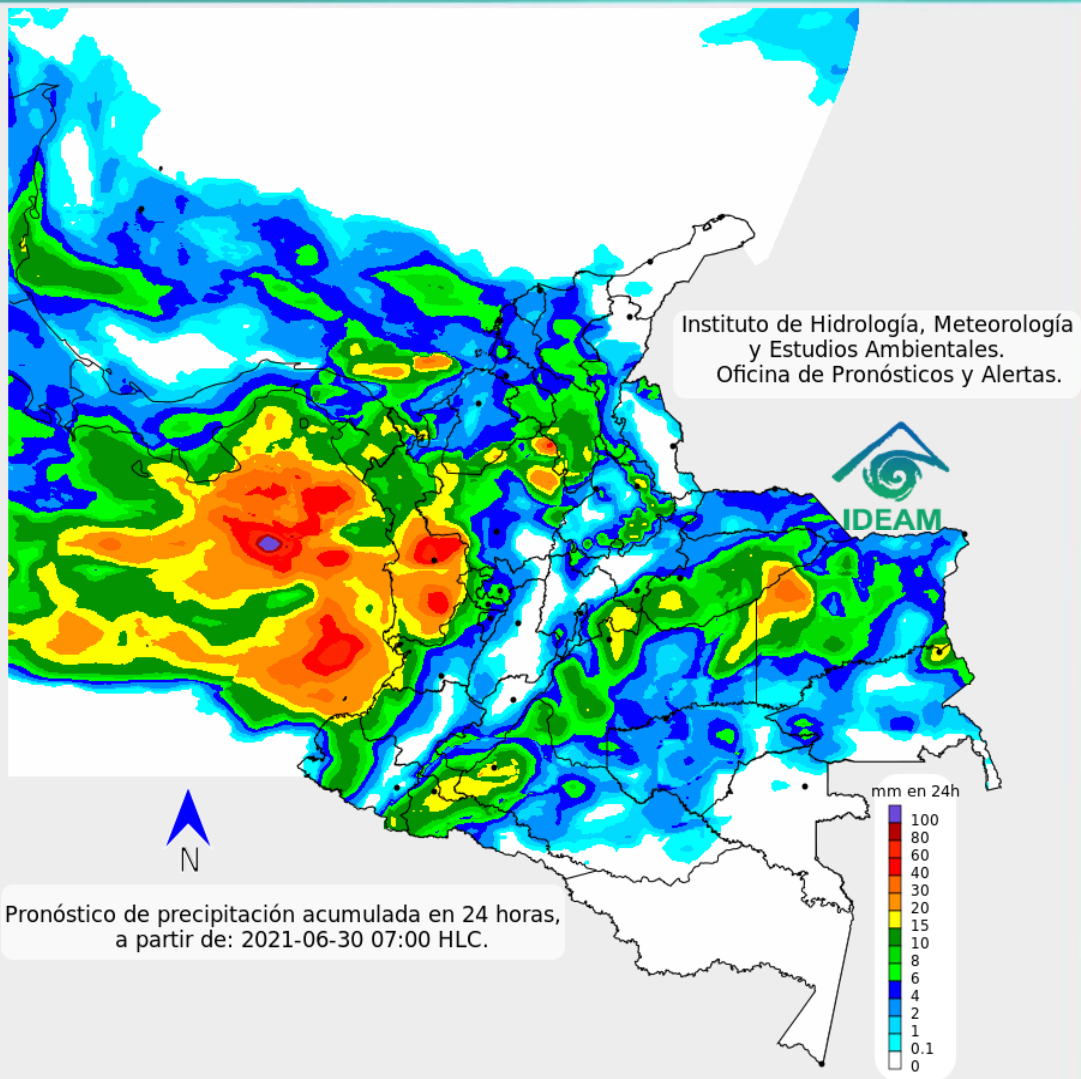 Instituto de Hidrología, Meteorología
y Estudios Ambientales.
Oficina de Pronósticos y Alertas.
IDEAM
mm en 24h
100
80
60
40
30
20
15
10
8
6
4
2
1
0.1
0
N
Pronóstico de precipitación acumulada en 24 horas,
a partir de: 2021-06-30 07:00 HLC.